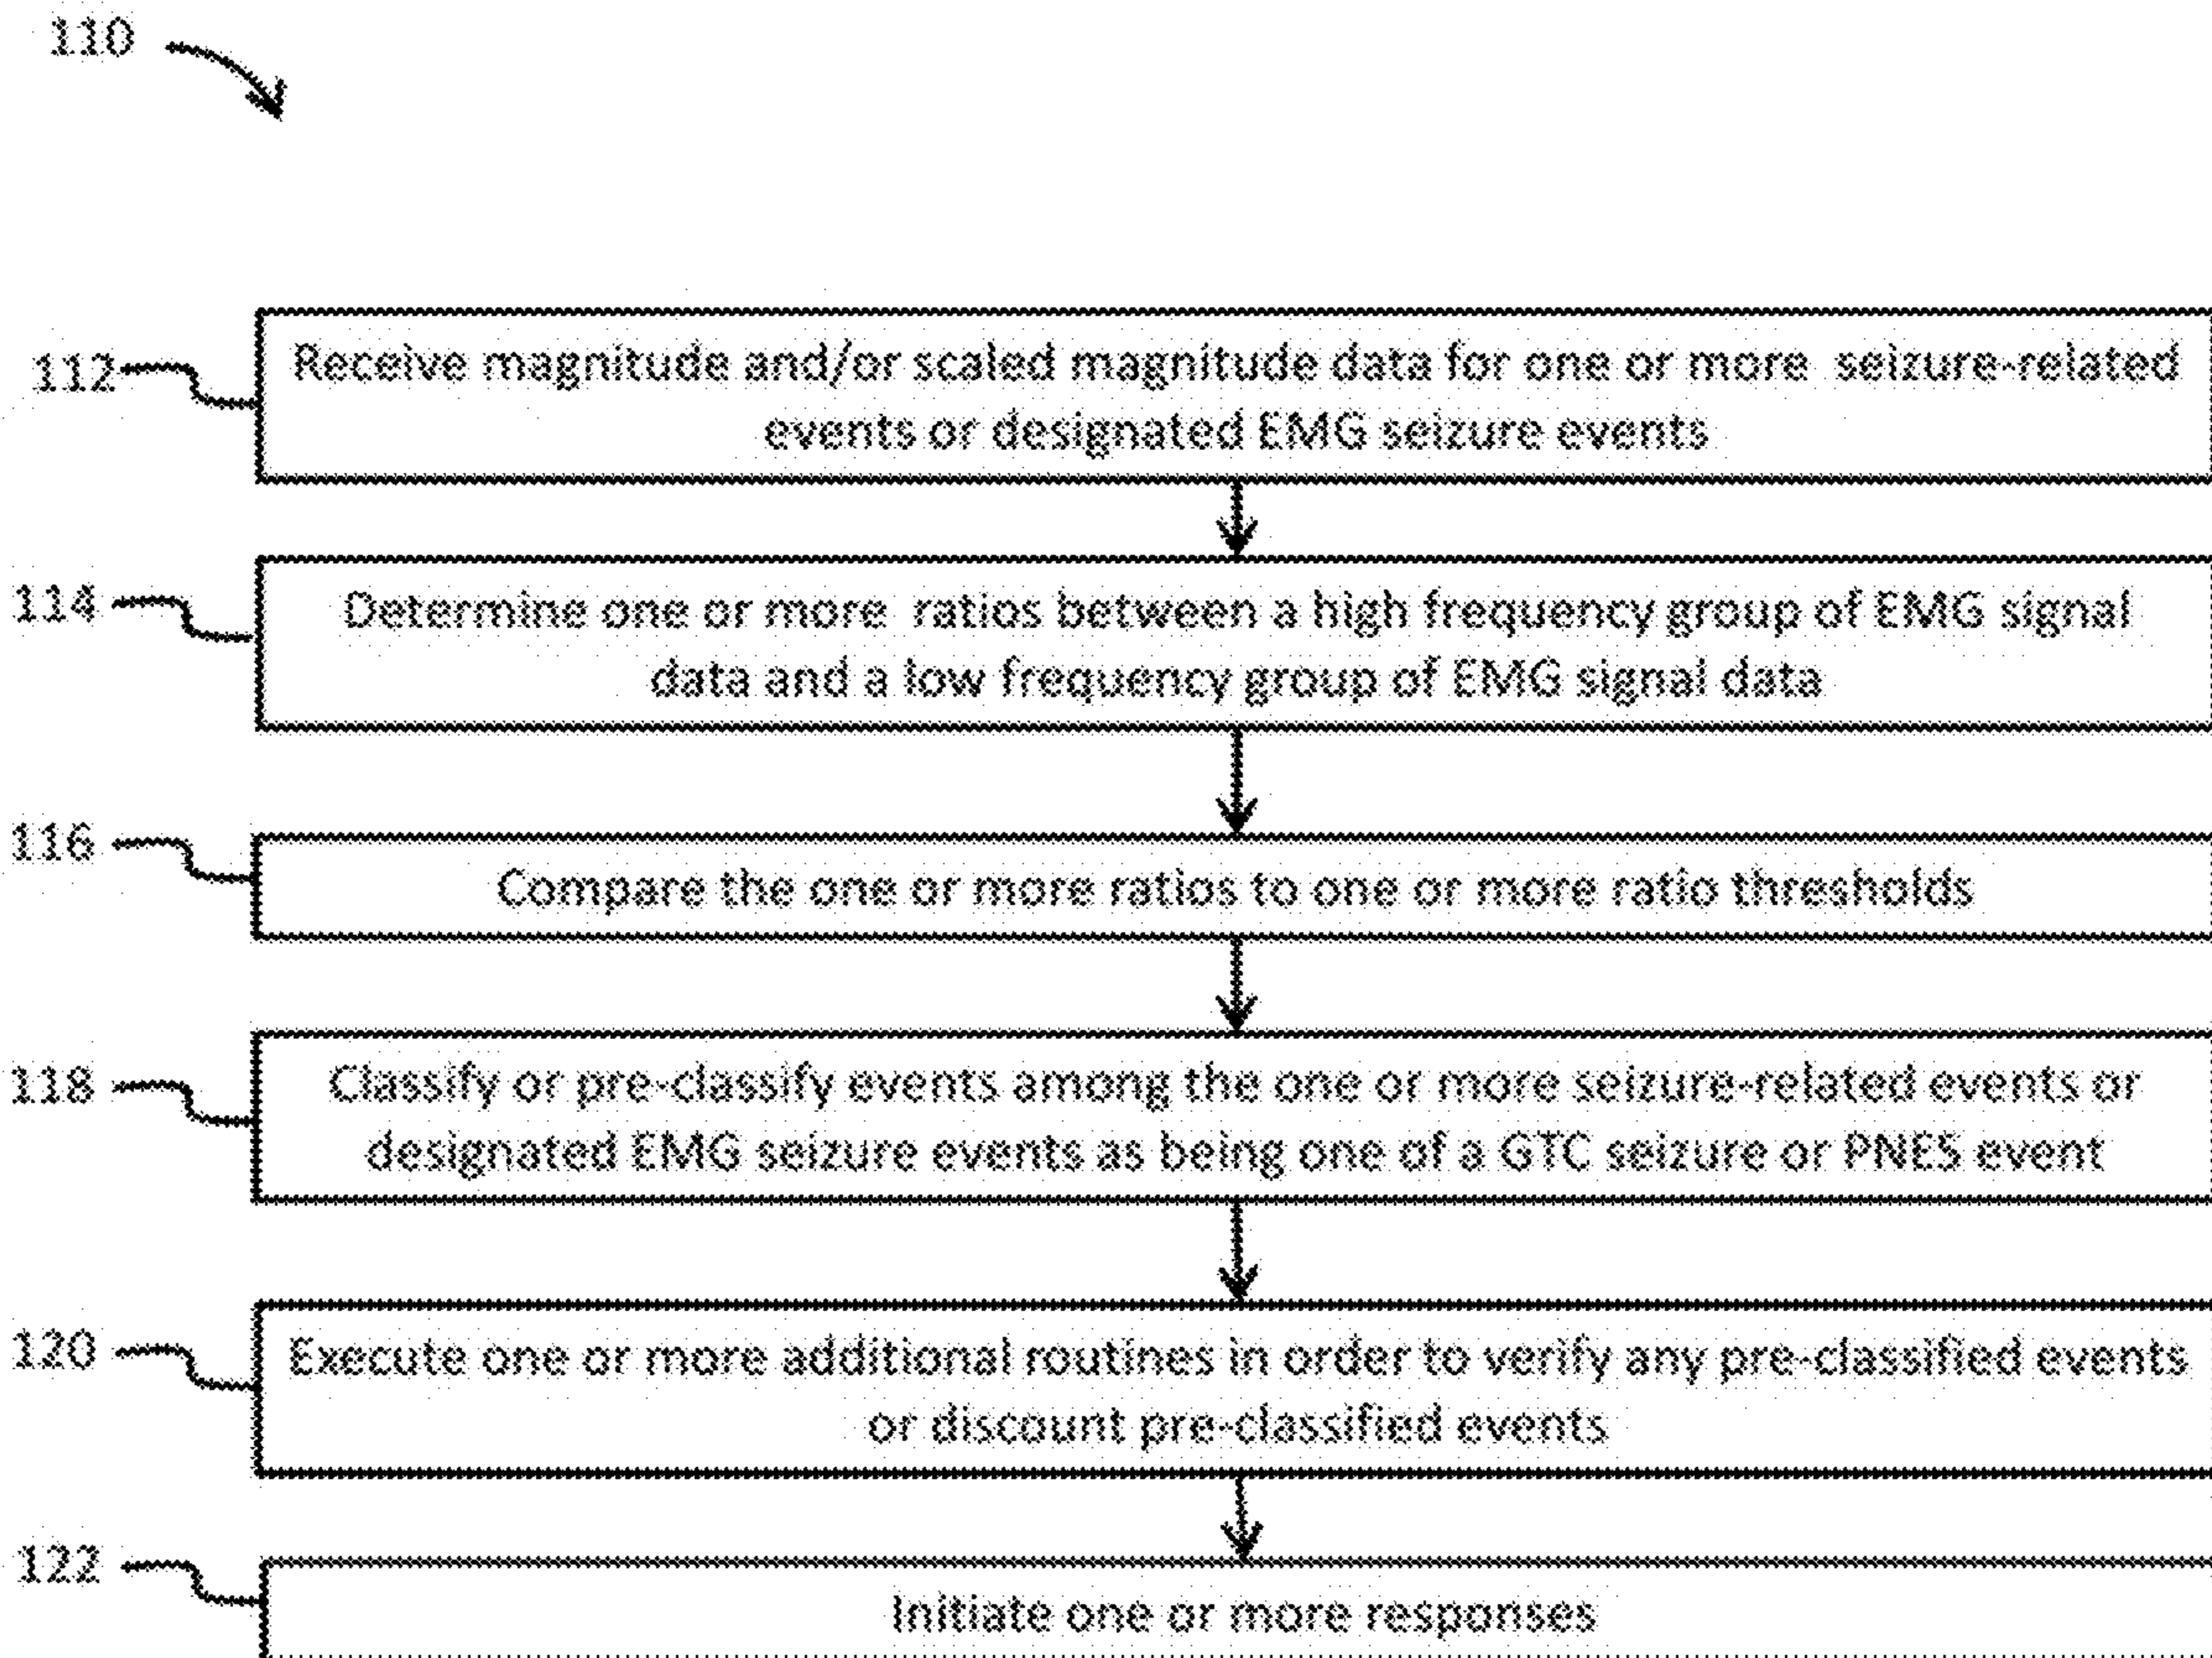 110
112
Receive magnitude and/or scaled magnitude data for one or more seizure-related
events or designated EMG seizure events
114
Determine one or more ratios between a high frequency group of EMG signal
data and a low frequency group of EMG signal data
116
Compare the one or more ratios to one or more ratio thresholds
118
Classify or pre-classify events among the one or more seizure-related events or
designated EMG seizure events as being one of a GTC seizure or PNES event
120
Execute one or more additional routines in order to verify any pre-classified events
or discount pre-classified events
122
Initiate one or more responses